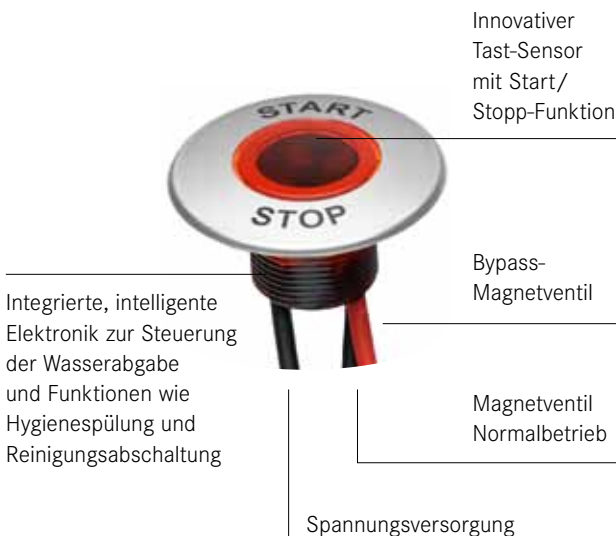 Innovativer
Tast-Sensor
mit Start/
Stopp-Funktion
START
STOP
Bypass-
Magnetventil
Integrierte, intelligente
Elektronik zur Steuerung
der Wasserabgabe
und Funktionen wie
Hygienespülung und
Reinigungsabschaltung
Magnetventil
Normalbetrieb
Spannungsversorgung